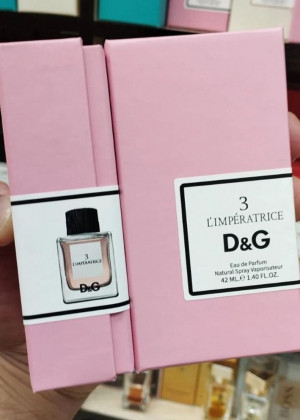 3
L'IMPÉRATRICE
D&G
3
L'IMPÉRATRICE
D&G
Eau de Parfum
Natural Spray Vaporisateur
42 ML.℮ 1.40 FL.OZ.